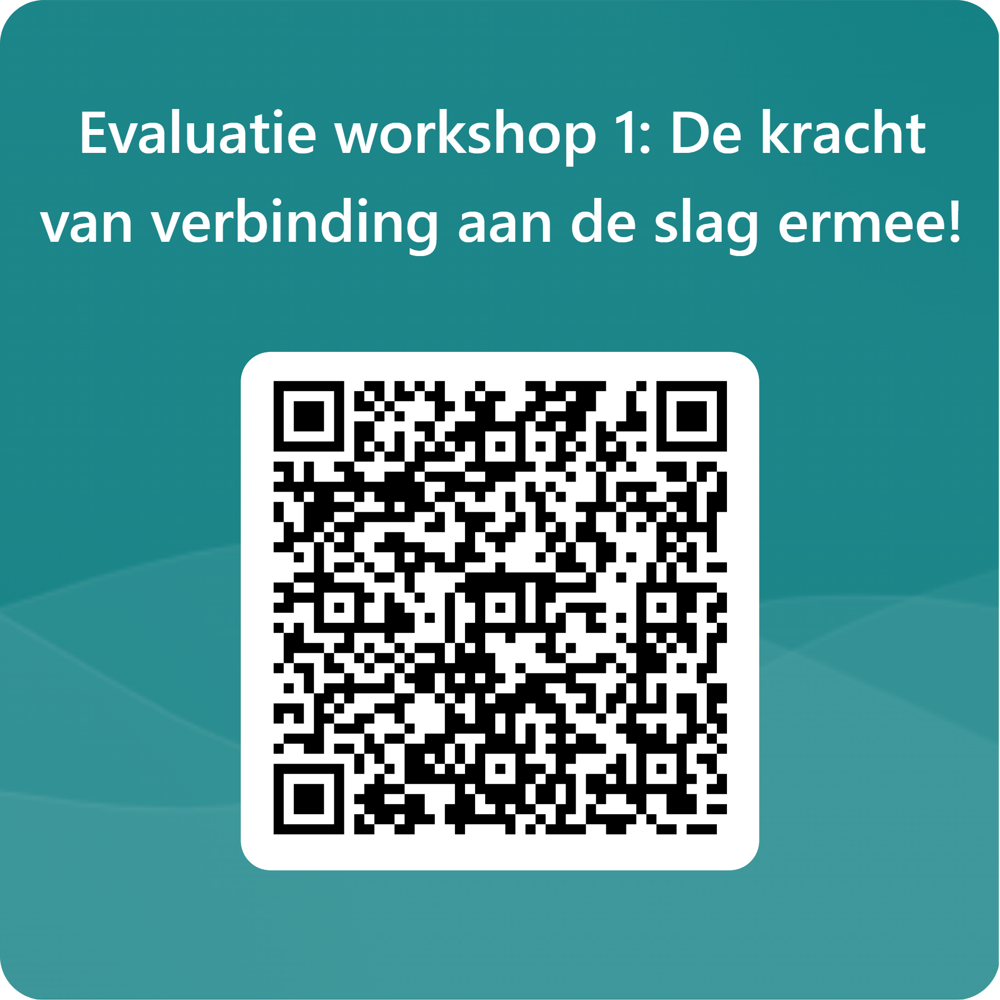 Evaluatie workshop 1: De kracht
van verbinding aan de slag ermee!